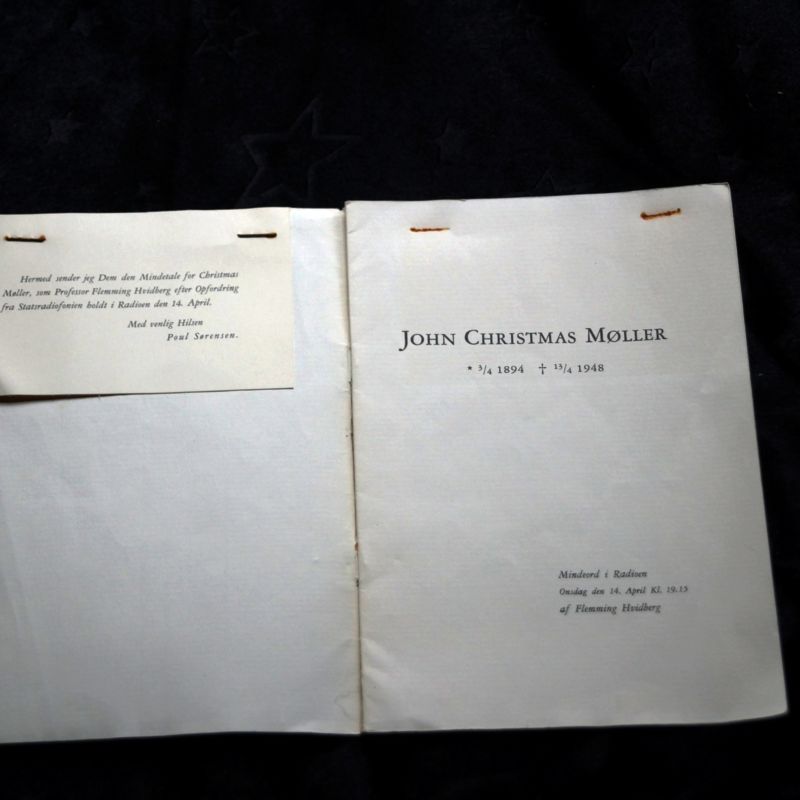 Hermed sender jeg Dem den Mindetale for Christmas
Møller, som Professor Flemming Hvidberg efter Opfordring
fra Statsradiofonien holdt i Radioen den 14. April.
Med venlig Hilsen
Poul Sørensen.
JOHN CHRISTMAS MØLLER
* 3/4 1894 † 13/4 1948
Mindeord i Radioen
Onsdag den 14. April Kl. 19.15
af Flemming Hvidberg